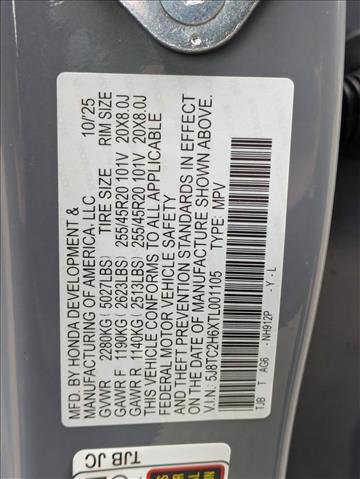 MFD. BY HONDA DEVELOPMENT &
MANUFACTURING OF AMERICA, LLC 10/'25
GVWR 2280KG (5027LBS) TIRE SIZE RIM SIZE
GAWR F 1190KG (2623LBS) 255/45R20 101V 20X8.0J
GAWR R 1140KG (2513LBS) 255/45R20 101V 20X8.0J
THIS VEHICLE CONFORMS TO ALL APPLICABLE
FEDERAL MOTOR VEHICLE SAFETY
AND THEFT PREVENTION STANDARDS IN EFFECT
ON THE DATE OF MANUFACTURE SHOWN ABOVE.
V.I.N: 5J8TC2H6XTL001105 TYPE: MPV
TJB T AG6 -NH912P -Y-L
TJB JC